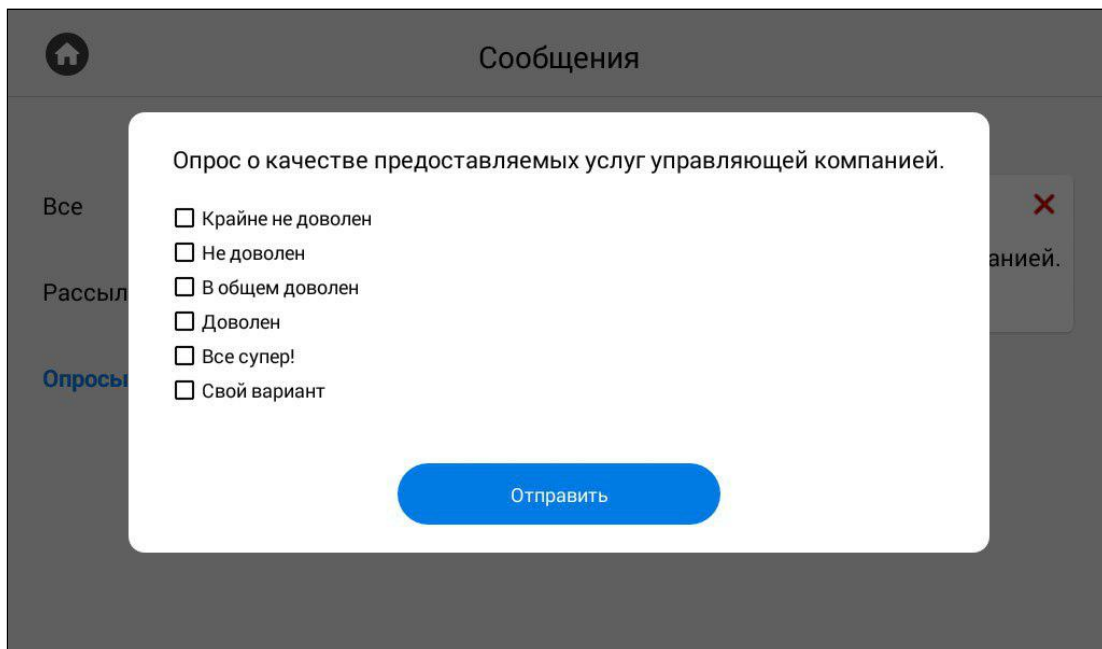 Сообщения
Опрос о качестве предоставляемых услуг управляющей компанией.
Все
Крайне не доволен
Не доволен
анией.
В общем доволен
Рассыл
Доволен
Все супер!
Опросы
Свой вариант
Отправить